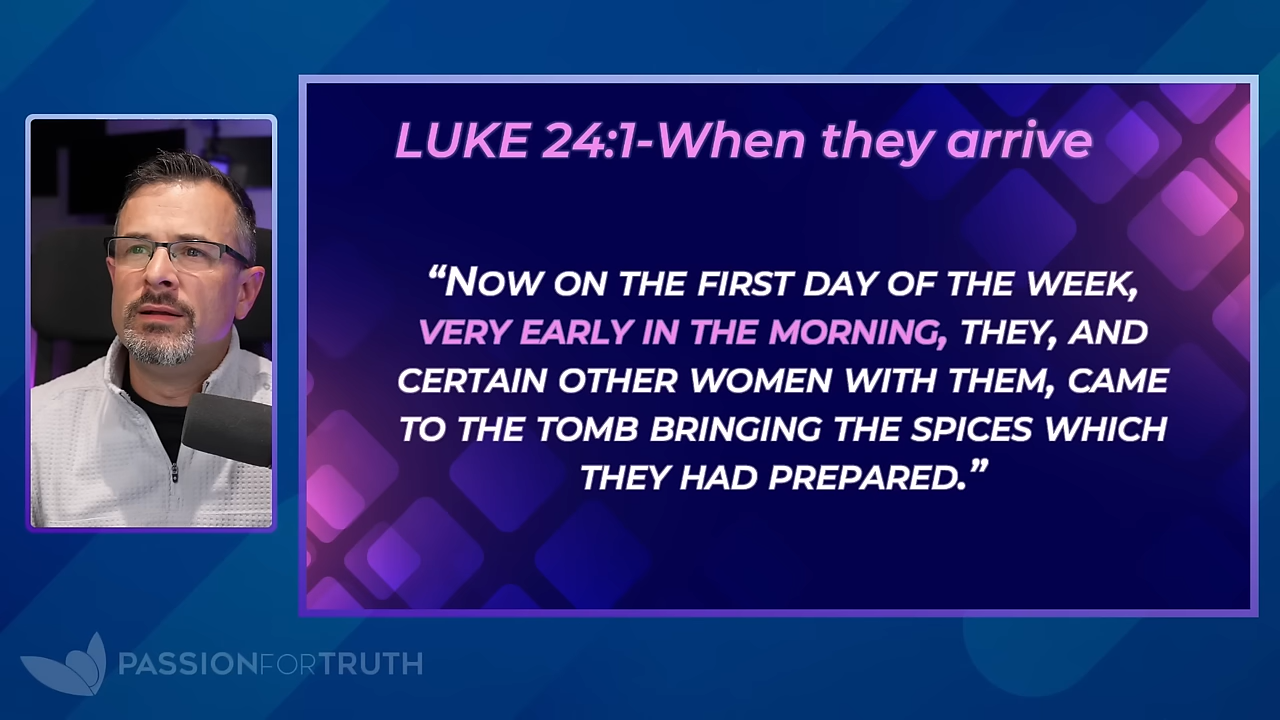 LUKE 24:1-When they arrive
“NOW ON THE FIRST DAY OF THE WEEK,
VERY EARLY IN THE MORNING, THEY, AND
CERTAIN OTHER WOMEN WITH THEM, CAME
TO THE TOMB BRINGING THE SPICES WHICH
THEY HAD PREPARED.”
PASSIONFORTRUTH